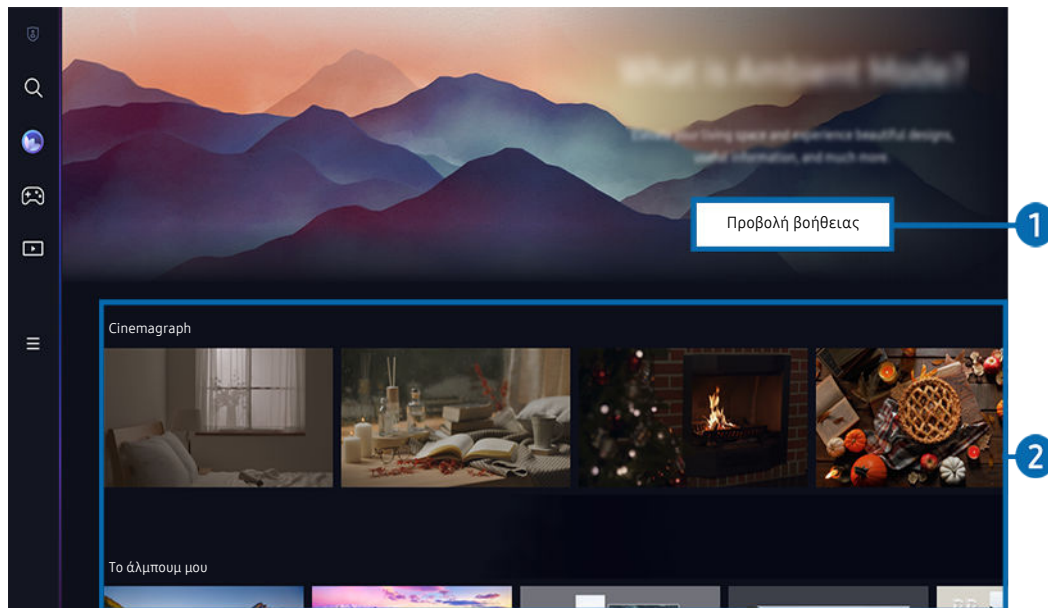 What is Ambient Mode?
your living space and experience beautiful designs,
useful information, and much more.
Προβολή βοήθειας
1
Cinemagraph
2
Το άλμπουμ μου